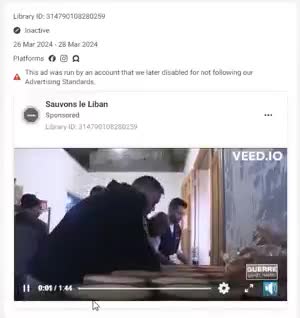 Library ID: 314790108280259
Inactive
26 Mar 2024 - 28 Mar 2024
Platforms
This ad was run by an account that we later disabled for not following our
Advertising Standards.
Sauvons le Liban
Sponsored
Library ID: 314790108280259
VEED.IO
GUERRE
0:01 / 1:44